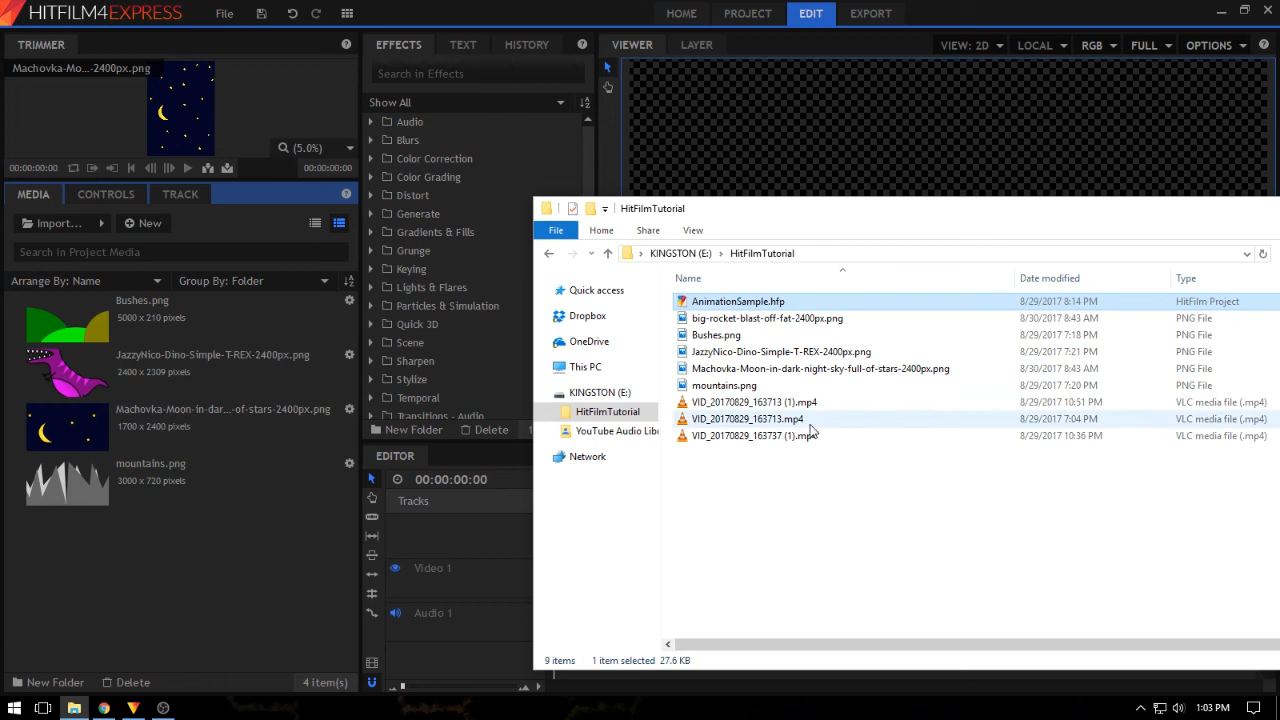 HITFILM4EXPRESS
File
HOME
PROJECT
EDIT
EXPORT
TRIMMER
Machovka-Mo...-2400px.png
(5.0%)
00:00:00:00
00:00:00:00
MEDIA
CONTROLS
TRACK
Import...
New
Search in Project Media
Arrange By: Name
Group By: Folder
Bushes.png
5000 x 210 pixels
JazzyNico-Dino-Simple-T-REX-2400px.png
2400 x 2309 pixels
Machovka-Moon-in-dar...-of-stars-2400px.png
1700 x 2400 pixels
mountains.png
3000 x 720 pixels
New Folder
Delete
4 item(s)
EFFECTS
TEXT
HISTORY
Search in Effects
Show All
Audio
Blurs
Color Correction
Color Grading
Distort
Generate
Gradients & Fills
Grunge
Keying
Lights & Flares
Particles & Simulation
Quick 3D
Scene
Sharpen
Stylize
Temporal
Transitions - Audio
New Folder
Delete
EDITOR
00:00:00:00
Tracks
Video 1
Audio 1
VIEWER
LAYER
VIEW: 2D
LOCAL
RGB
FULL
OPTIONS
HitFilmTutorial
File
Home
Share
View
KINGSTON (E:)
HitFilmTutorial
Quick access
Dropbox
OneDrive
This PC
KINGSTON (E:)
HitFilmTutorial
YouTube Audio Libr
Network
Name
Date modified
Type
AnimationSample.hfp 8/29/2017 8:14 PM HitFilm Project
big-rocket-blast-off-fat-2400px.png 8/30/2017 8:43 AM PNG File
Bushes.png 8/29/2017 7:18 PM PNG File
JazzyNico-Dino-Simple-T-REX-2400px.png 8/29/2017 7:21 PM PNG File
Machovka-Moon-in-dark-night-sky-full-of-stars-2400px.png 8/30/2017 8:43 AM PNG File
mountains.png 8/29/2017 7:20 PM PNG File
VID_20170829_163713 (1).mp4 8/29/2017 10:51 PM VLC media file (.mp4)
VID_20170829_163713.mp4 8/29/2017 7:04 PM VLC media file (.mp4)
VID_20170829_163737 (1).mp4 8/29/2017 10:36 PM VLC media file (.mp4)
9 items
1 item selected 27.6 KB
1:03 PM